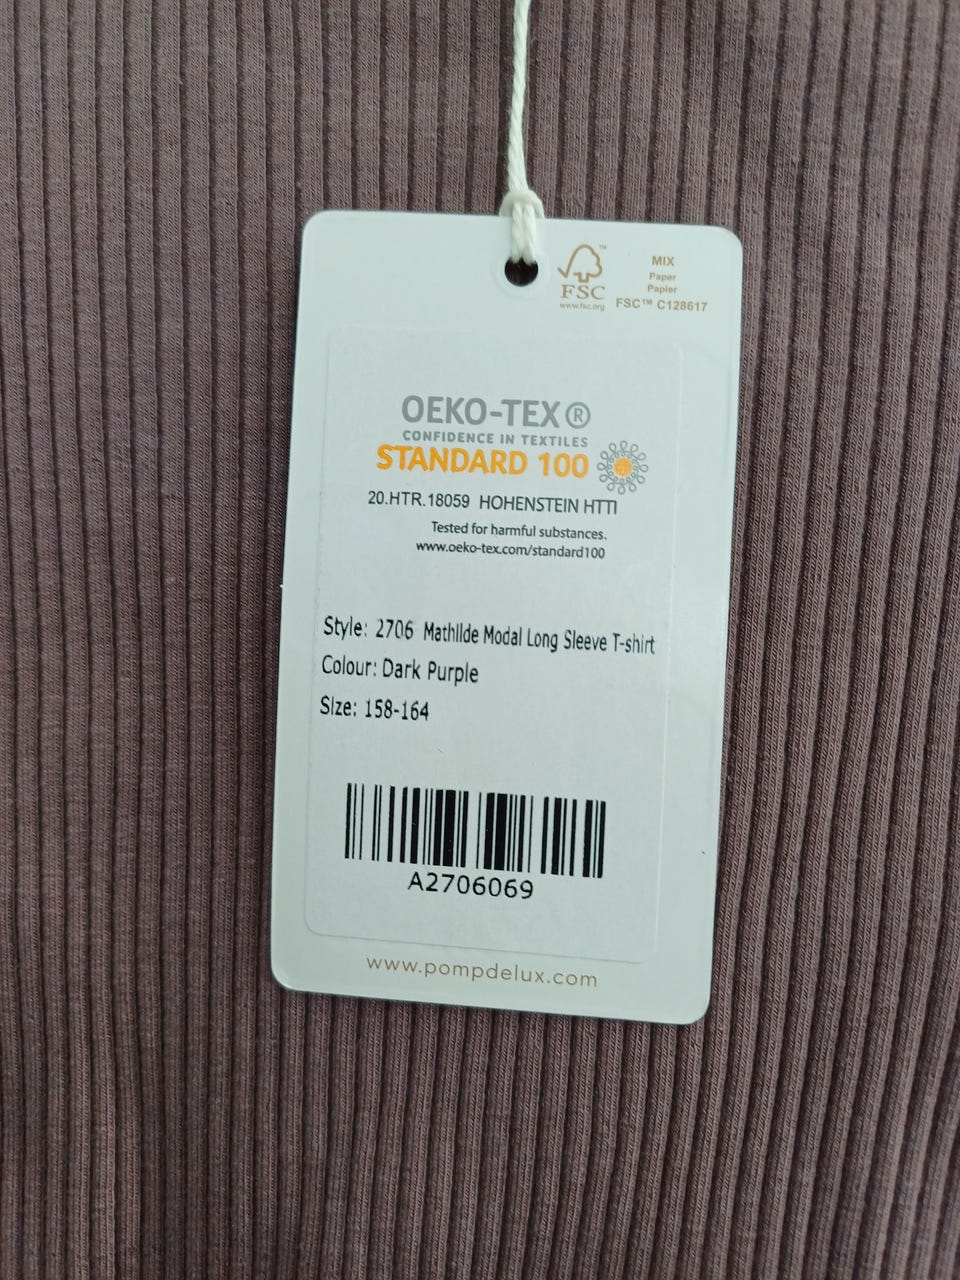 FSC™
www.fsc.org
MIX
Paper
Papier
FSC™ C128617
OEKO-TEX®
CONFIDENCE IN TEXTILES
STANDARD 100
20.HTR.18059 HOHENSTEIN HTTI
Tested for harmful substances.
www.oeko-tex.com/standard100
Style: 2706 Mathilde Modal Long Sleeve T-shirt
Colour: Dark Purple
Size: 158-164
A2706069
www.pompdelux.com